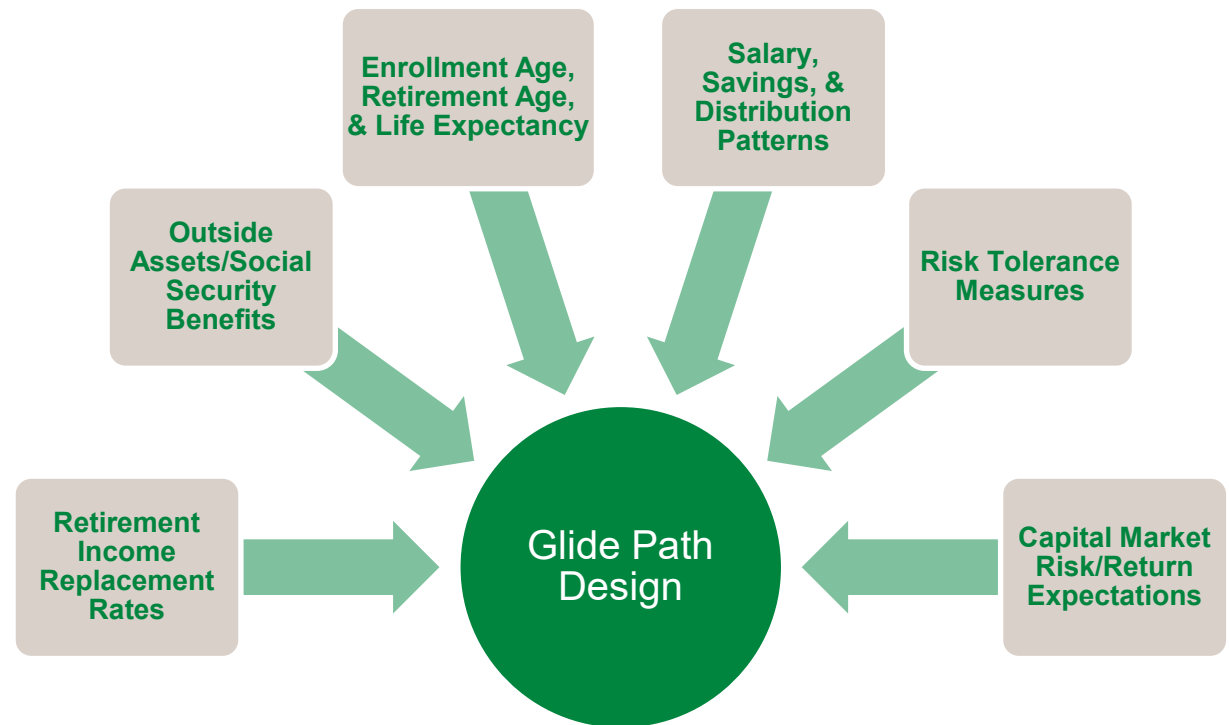 Enrollment Age,
Retirement Age,
& Life Expectancy
Salary,
Savings, &
Distribution
Patterns
Outside
Assets/Social
Security
Benefits
Risk Tolerance
Measures
Retirement
Income
Replacement
Rates
Glide Path
Design
Capital Market
Risk/Return
Expectations